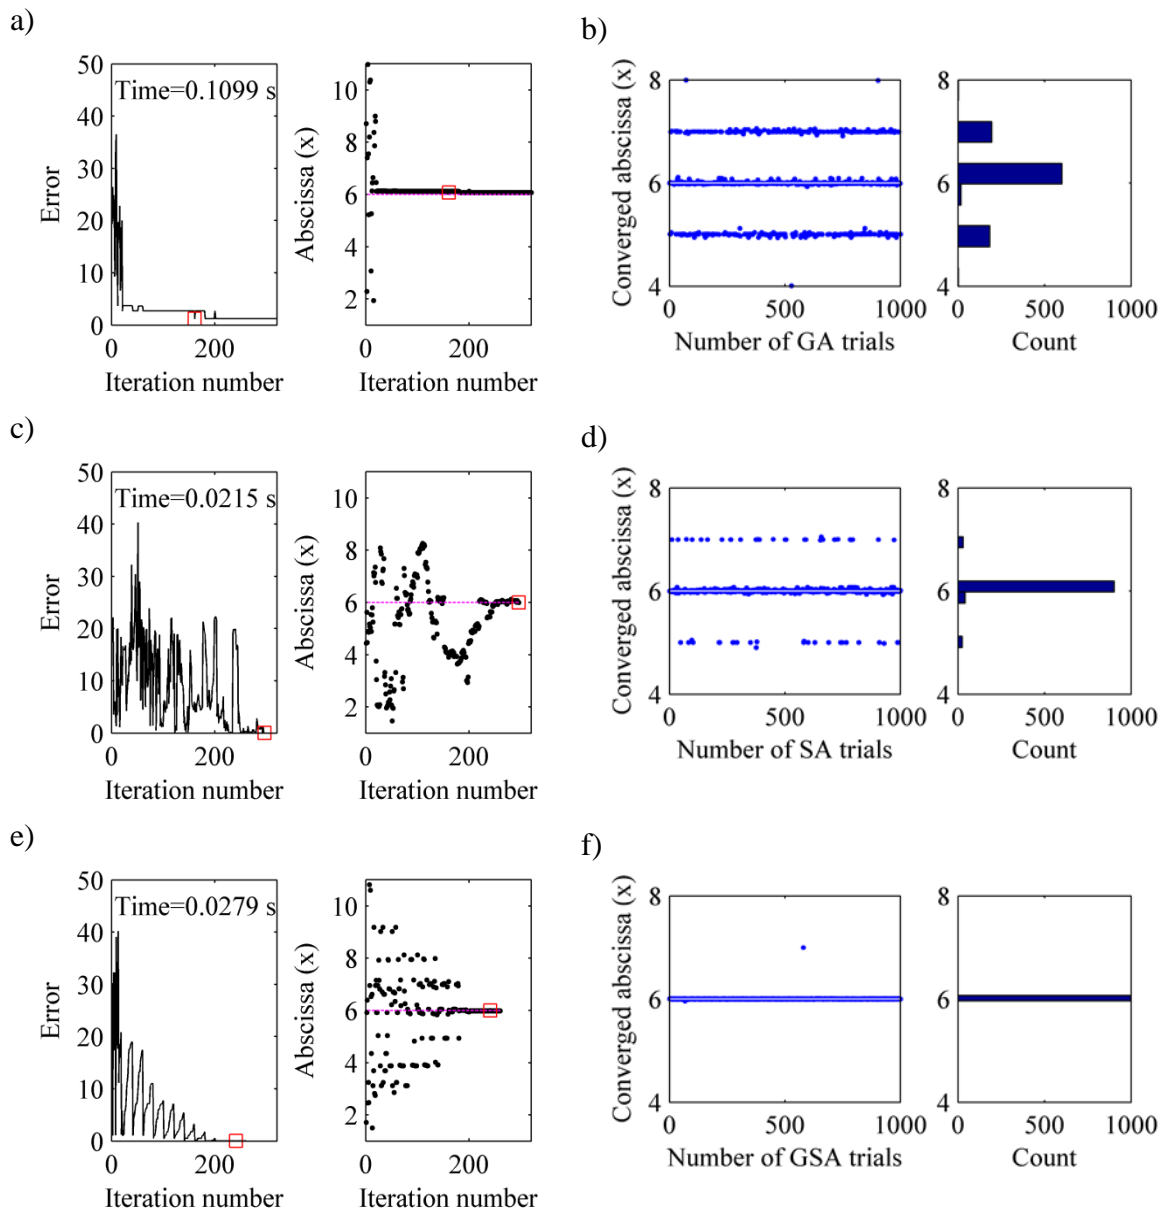 a)
50
40
30
20
10
0
Time=0.1099 s
Error
0 200
Iteration number
10
8
6
4
2
Abscissa (x)
0 200
Iteration number
b)
8
6
4
Converged abscissa (x)
0 500 1000
Number of GA trials
8
6
4
0 500 1000
Count
c)
50
40
30
20
10
0
Time=0.0215 s
Error
0 200
Iteration number
10
8
6
4
2
Abscissa (x)
0 200
Iteration number
d)
8
6
4
Converged abscissa (x)
0 500 1000
Number of SA trials
8
6
4
0 500 1000
Count
e)
50
40
30
20
10
0
Time=0.0279 s
Error
0 200
Iteration number
10
8
6
4
2
Abscissa (x)
0 200
Iteration number
f)
8
6
4
Converged abscissa (x)
0 500 1000
Number of GSA trials
8
6
4
0 500 1000
Count